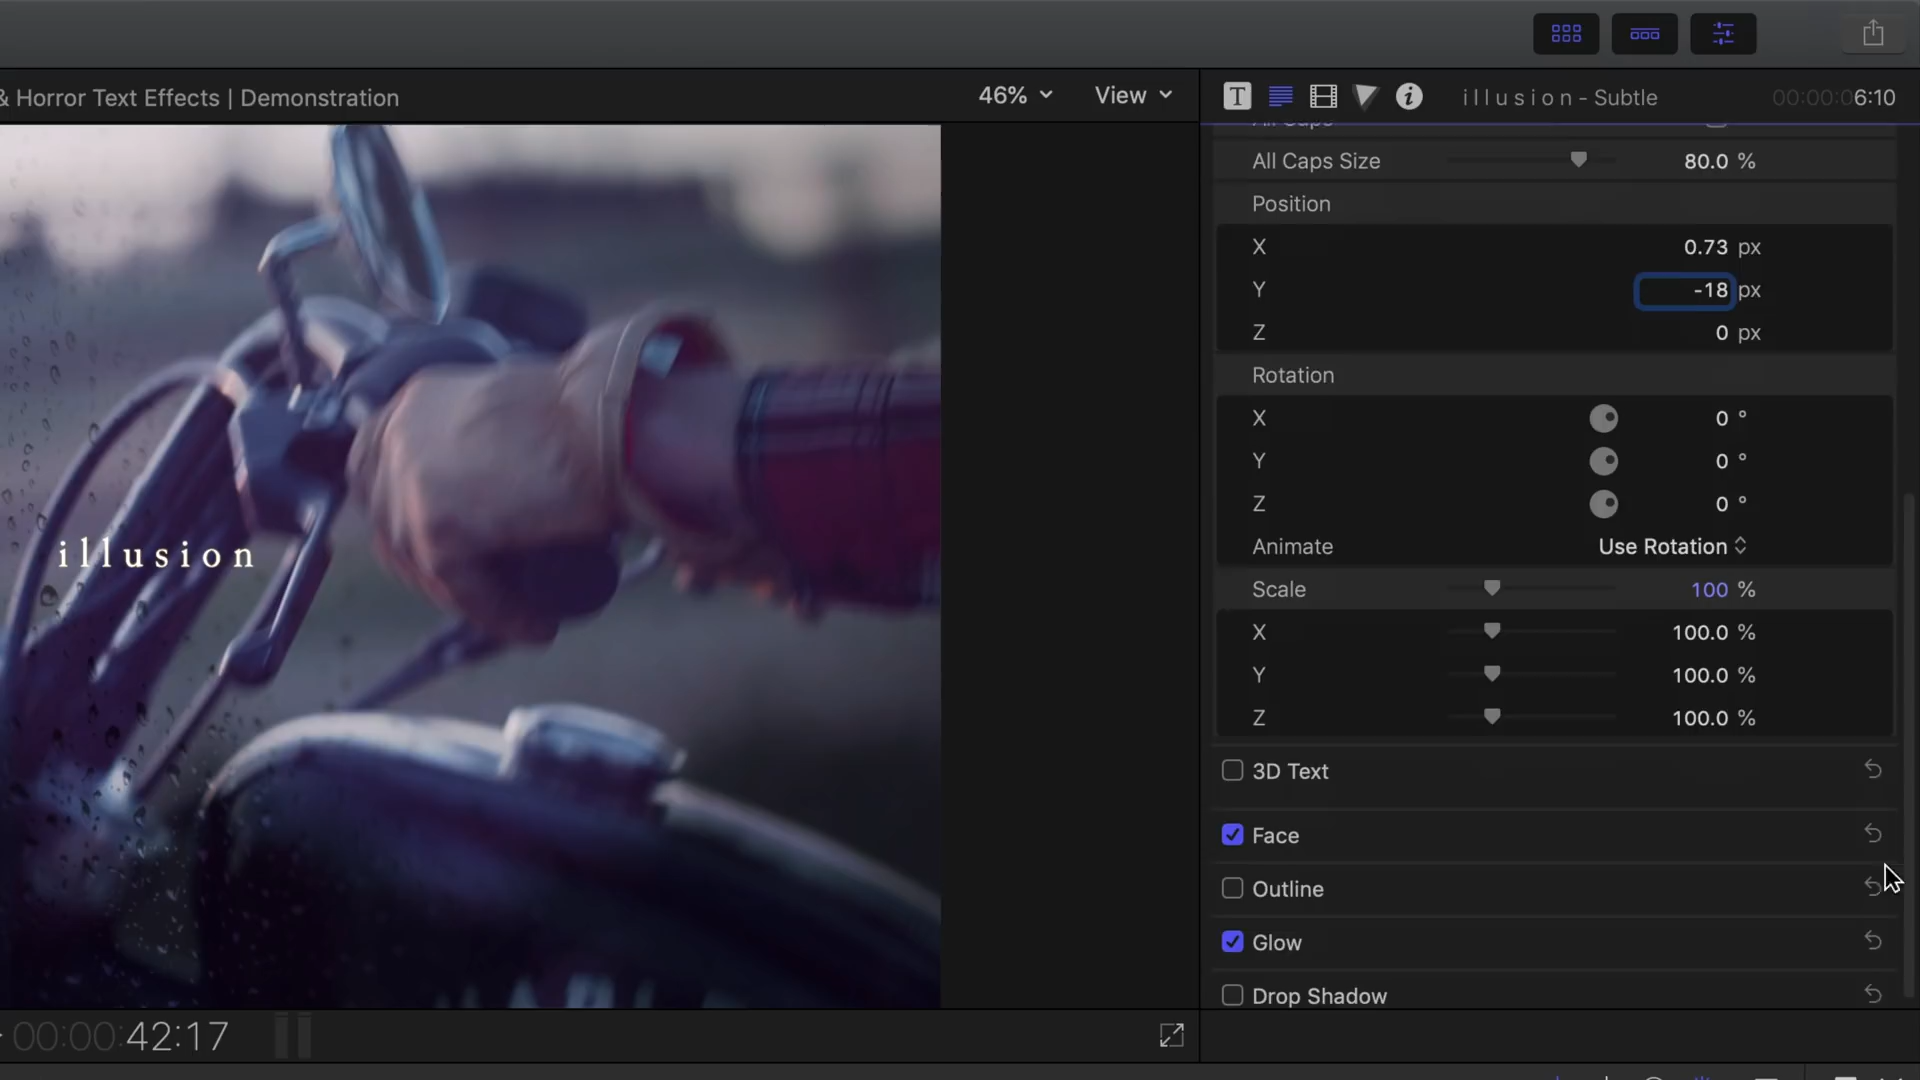 & Horror Text Effects | Demonstration
46%
View
T
i
illusion - Subtle
00:00:06:10
All Caps
All Caps Size 80.0 %
Position
X 0.73 px
Y -18 px
Z 0 px
Rotation
X 0 °
Y 0 °
Z 0 °
Animate Use Rotation
Scale 100 %
X 100.0 %
Y 100.0 %
Z 100.0 %
3D Text
Face
Outline
Glow
Drop Shadow
illusion
00:00:42:17